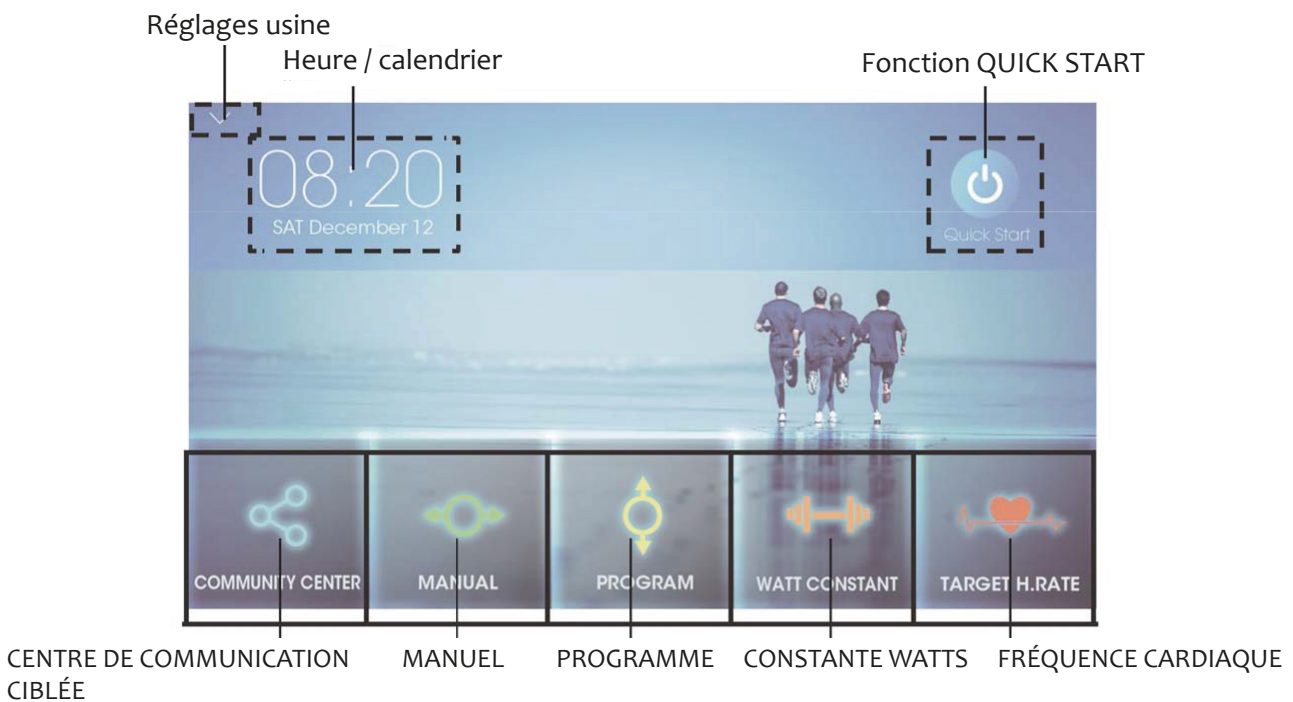 Réglages usine
Heure / calendrier
Fonction QUICK START
08:20
SAT December 12
Quick Start
COMMUNITY CENTER
MANUAL
PROGRAM
WATT CONSTANT
TARGET H.RATE
CENTRE DE COMMUNICATION MANUEL PROGRAMME CONSTANTE WATTS FRÉQUENCE CARDIAQUE
CIBLÉE